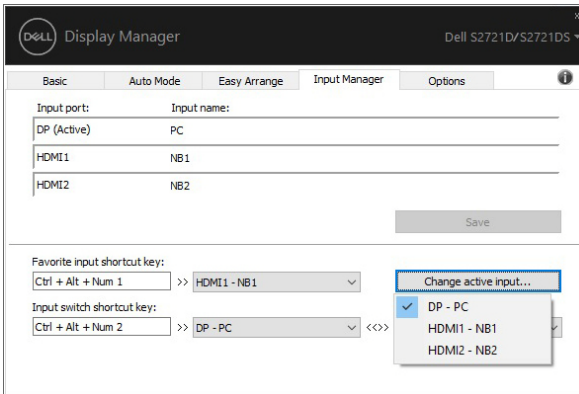 DELL Display Manager Dell S2721D/S2721DS
Basic Auto Mode Easy Arrange Input Manager Options
Input port: Input name:
DP (Active) PC
HDMI1 NB1
HDMI2 NB2
Save
Favorite input shortcut key:
Ctrl + Alt + Num 1 >> HDMI1 - NB1 Change active input...
Input switch shortcut key:
Ctrl + Alt + Num 2 >> DP - PC <<>>
DP - PC
HDMI1 - NB1
HDMI2 - NB2